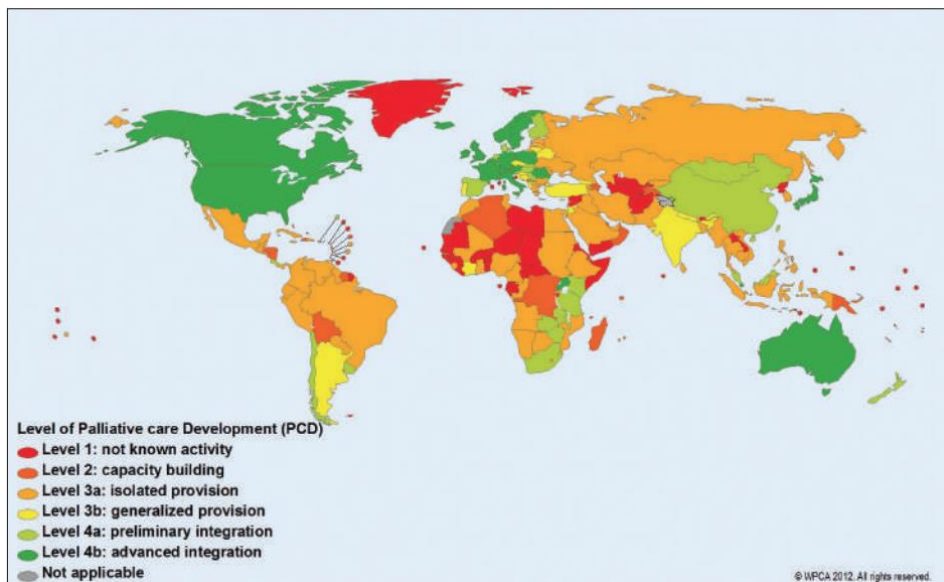 Level of Palliative care Development (PCD)
Level 1: not known activity
Level 2: capacity building
Level 3a: isolated provision
Level 3b: generalized provision
Level 4a: preliminary integration
Level 4b: advanced integration
Not applicable
© WPCA 2012. All rights reserved.